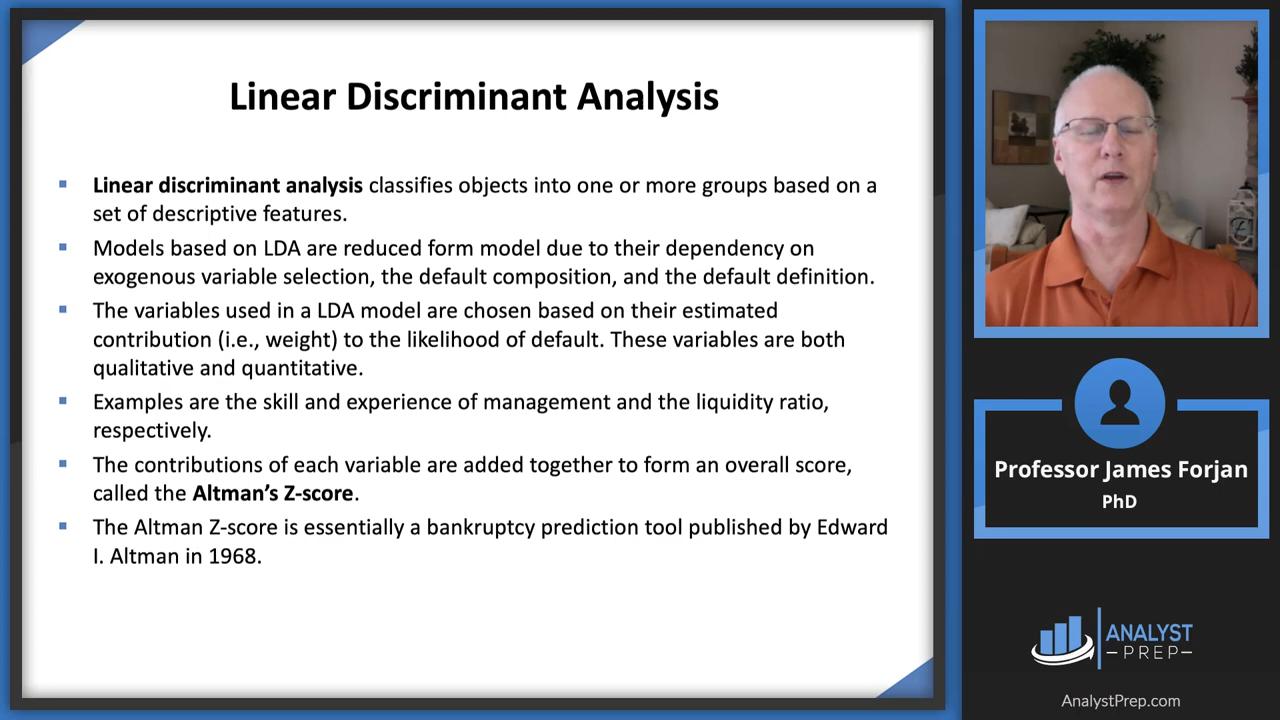 Linear Discriminant Analysis
Linear discriminant analysis classifies objects into one or more groups based on a
set of descriptive features.
Models based on LDA are reduced form model due to their dependency on
exogenous variable selection, the default composition, and the default definition.
The variables used in a LDA model are chosen based on their estimated
contribution (i.e., weight) to the likelihood of default. These variables are both
qualitative and quantitative.
Examples are the skill and experience of management and the liquidity ratio,
respectively.
The contributions of each variable are added together to form an overall score,
called the Altman’s Z-score.
The Altman Z-score is essentially a bankruptcy prediction tool published by Edward
I. Altman in 1968.
Professor James Forjan
PhD
ANALYST
–PREP–
AnalystPrep.com